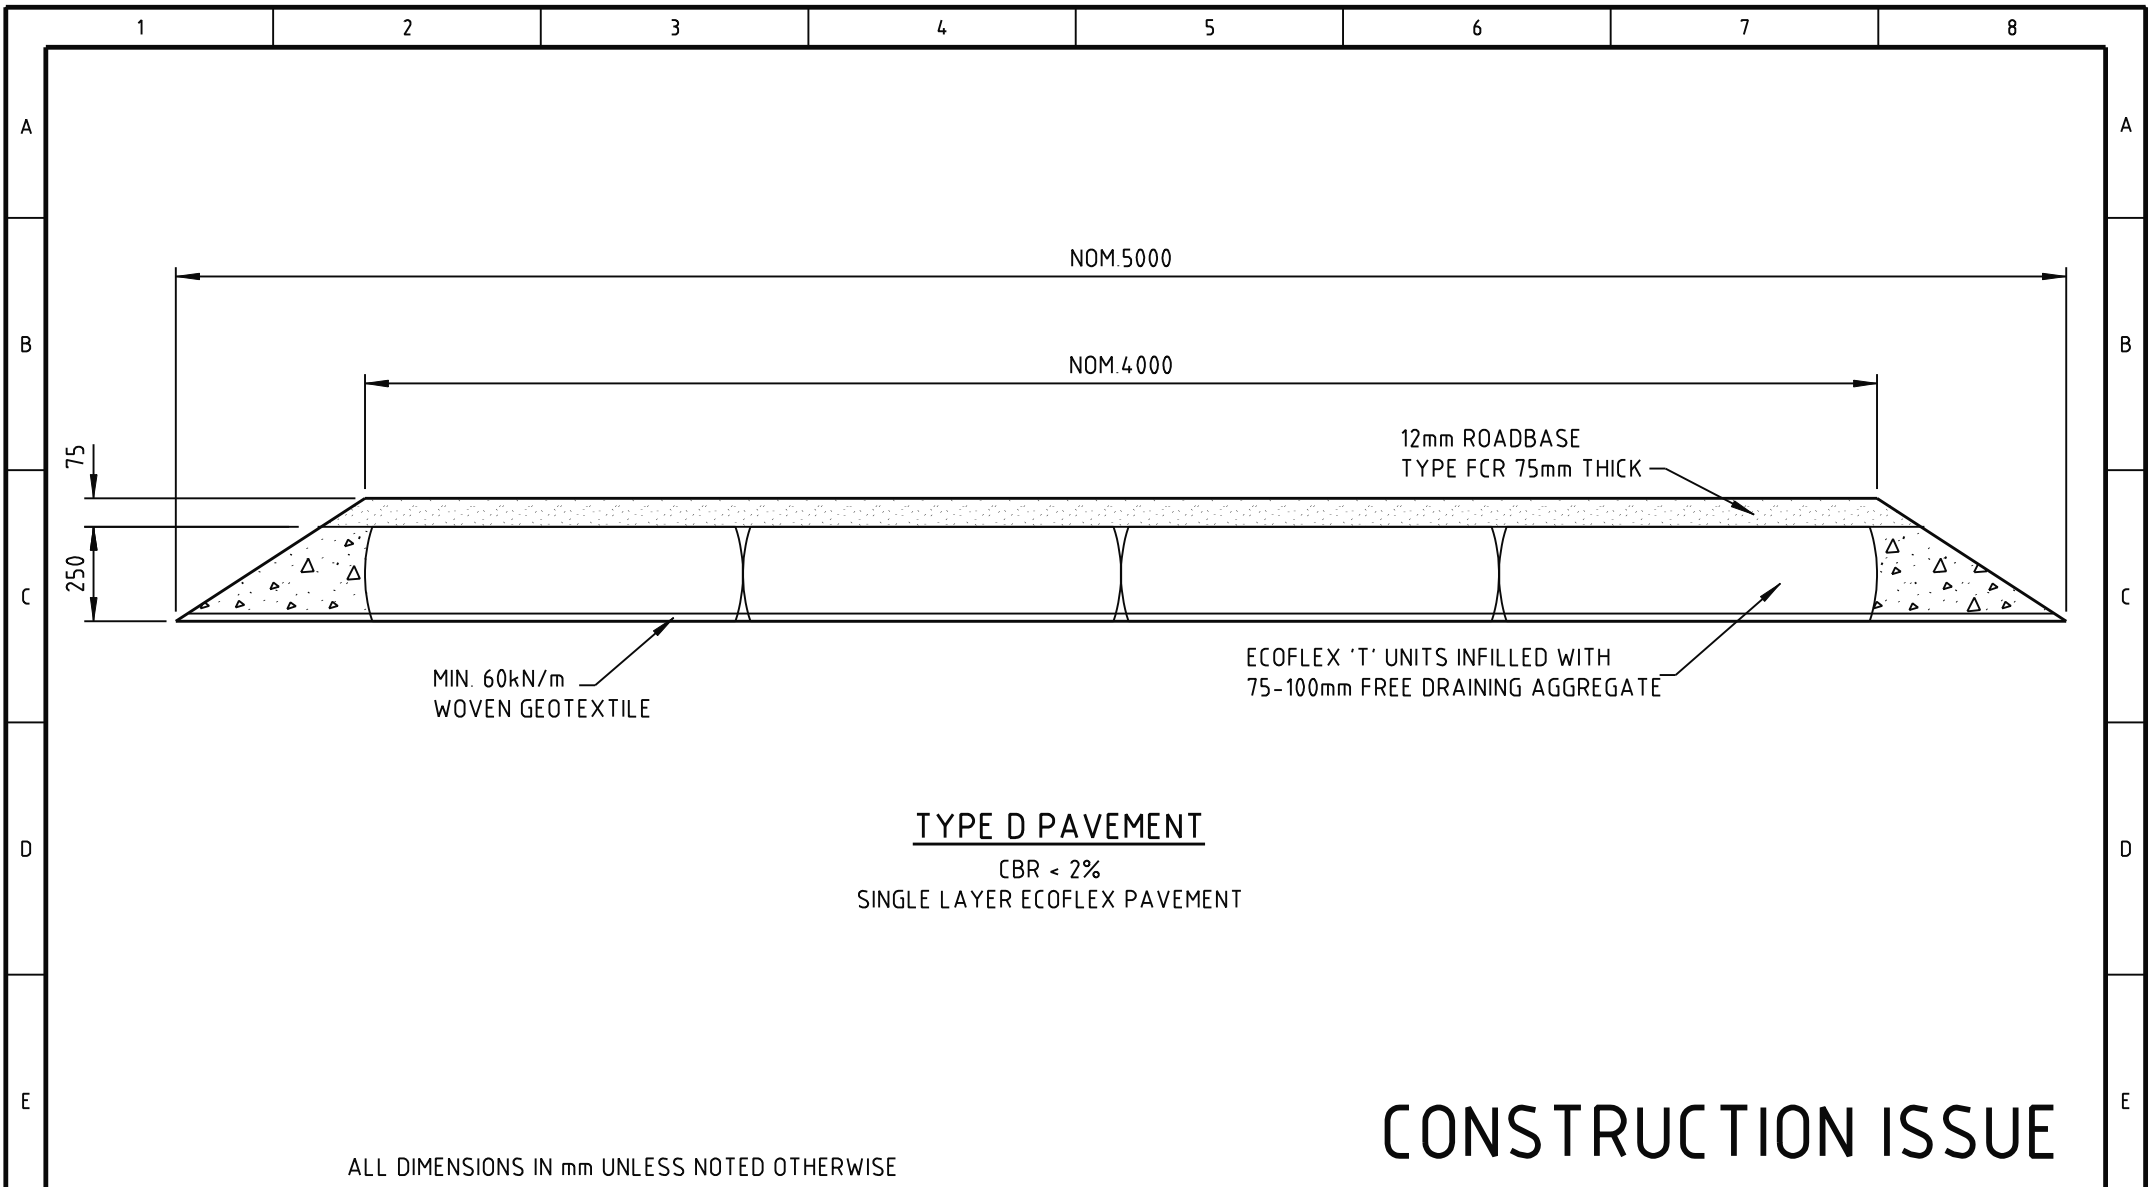 1 2 3 4 5 6 7 8
A A
NOM.5000
B B
NOM.4000
12mm ROADBASE
TYPE FCR 75mm THICK
75
250
C C
ECOFLEX 'T' UNITS INFILLED WITH
75-100mm FREE DRAINING AGGREGATE
MIN. 60kN/m
WOVEN GEOTEXTILE
TYPE D PAVEMENT
D D
CBR < 2%
SINGLE LAYER ECOFLEX PAVEMENT
E E
CONSTRUCTION ISSUE
ALL DIMENSIONS IN mm UNLESS NOTED OTHERWISE